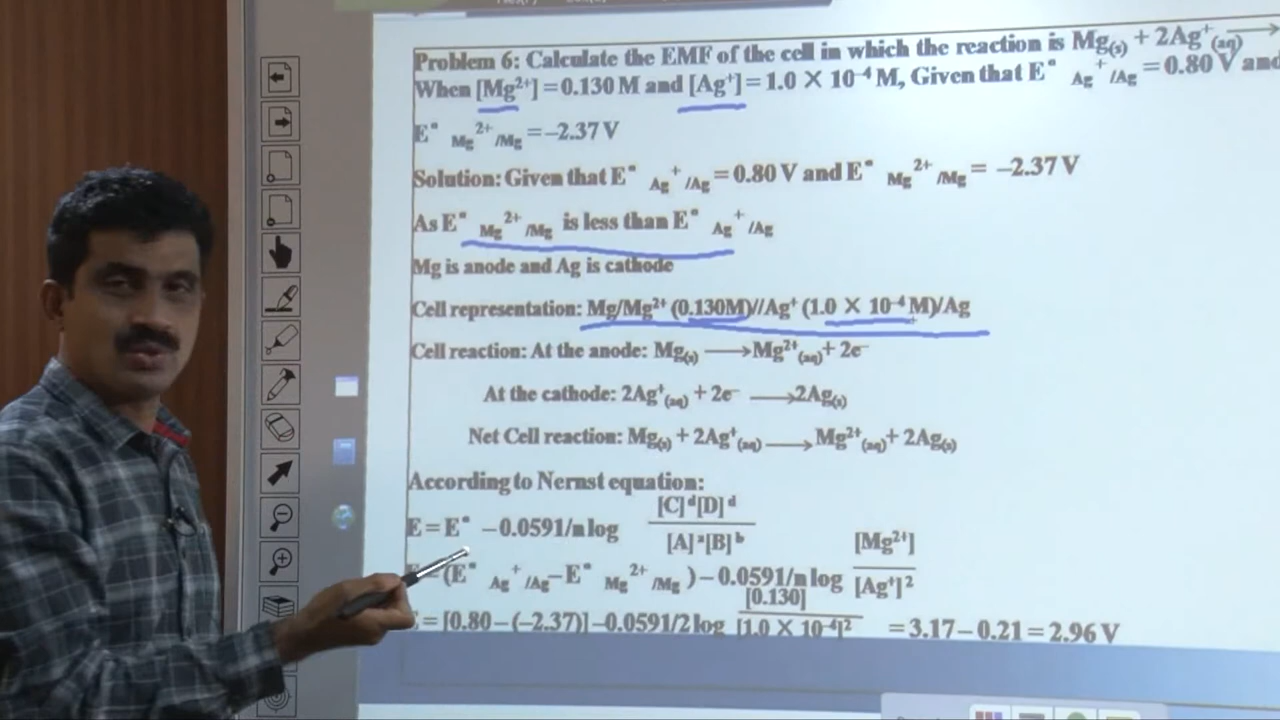 Problem 6: Calculate the EMF of the cell in which the reaction is Mg(s) + 2Ag⁺(aq) ⟶
When [Mg²⁺] = 0.130 M and [Ag⁺] = 1.0 X 10⁻⁴ M, Given that E° Ag⁺/Ag = 0.80 V and
E° Mg²⁺/Mg = –2.37 V
Solution: Given that E° Ag⁺/Ag = 0.80 V and E° Mg²⁺/Mg = –2.37 V
As E° Mg²⁺/Mg is less than E° Ag⁺/Ag
Mg is anode and Ag is cathode
Cell representation: Mg/Mg²⁺ (0.130M)//Ag⁺ (1.0 X 10⁻⁴ M)/Ag
Cell reaction: At the anode: Mg(s) ⟶ Mg²⁺(aq) + 2e⁻
At the cathode: 2Ag⁺(aq) + 2e⁻ ⟶ 2Ag(s)
Net Cell reaction: Mg(s) + 2Ag⁺(aq) ⟶ Mg²⁺(aq) + 2Ag(s)
According to Nernst equation:
E = E° – 0.0591/n log [C]ᵈ[D]ᵈ / [A]ᵃ[B]ᵇ
= (E° Ag⁺/Ag – E° Mg²⁺/Mg ) – 0.0591/n log [Mg²⁺] / [Ag⁺]²
= [0.80 – (–2.37)] – 0.0591/2 log [0.130] / [1.0 X 10⁻⁴]² = 3.17 – 0.21 = 2.96 V